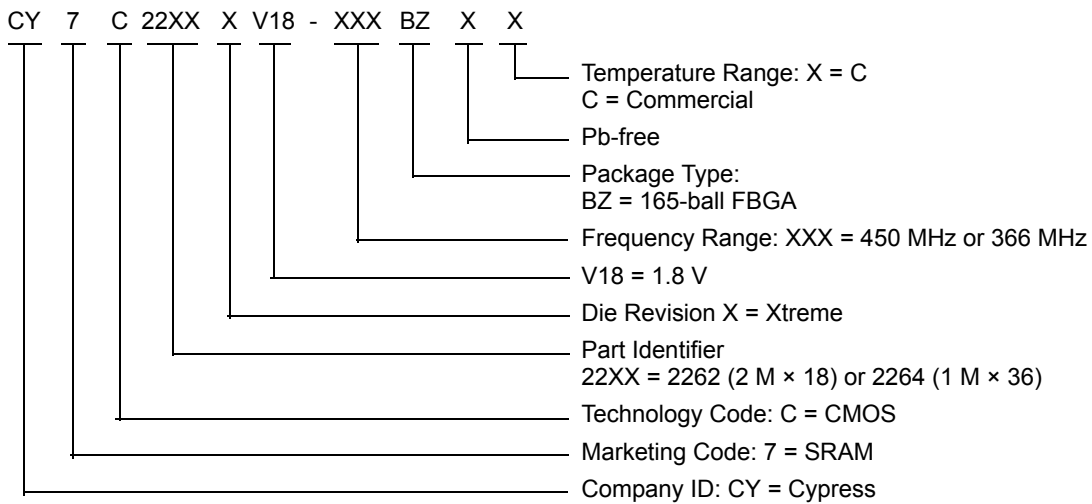 CY 7 C 22XX X V18 - XXX BZ X X
Temperature Range: X = C
C = Commercial
Pb-free
Package Type:
BZ = 165-ball FBGA
Frequency Range: XXX = 450 MHz or 366 MHz
V18 = 1.8 V
Die Revision X = Xtreme
Part Identifier
22XX = 2262 (2 M × 18) or 2264 (1 M × 36)
Technology Code: C = CMOS
Marketing Code: 7 = SRAM
Company ID: CY = Cypress